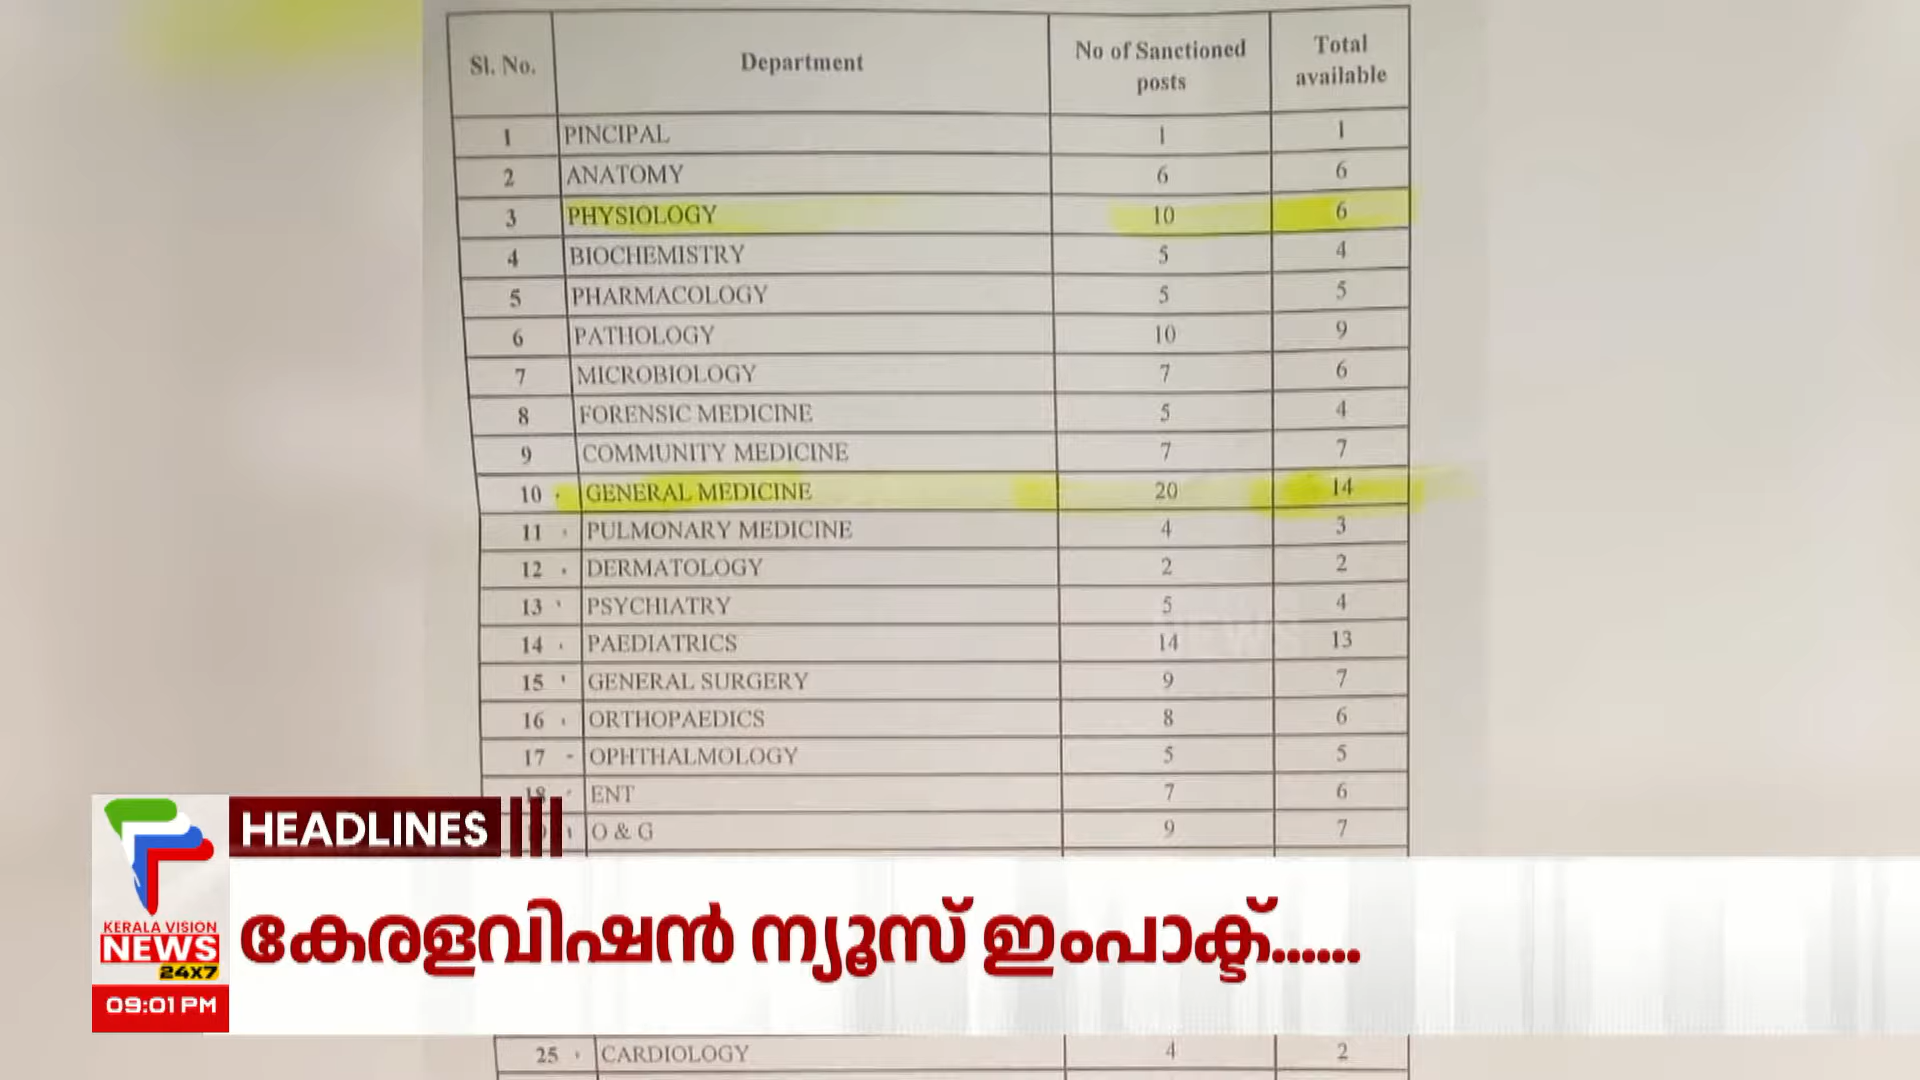 Sl. No. Department No of Sanctioned posts Total available
1 PINCIPAL 1 1
2 ANATOMY 6 6
3 PHYSIOLOGY 10 6
4 BIOCHEMISTRY 5 4
5 PHARMACOLOGY 5 5
6 PATHOLOGY 10 9
7 MICROBIOLOGY 7 6
8 FORENSIC MEDICINE 5 4
9 COMMUNITY MEDICINE 7 7
10 GENERAL MEDICINE 20 14
11 PULMONARY MEDICINE 4 3
12 DERMATOLOGY 2 2
13 PSYCHIATRY 5 4
14 PAEDIATRICS 14 13
15 GENERAL SURGERY 9 7
16 ORTHOPAEDICS 8 6
17 OPHTHALMOLOGY 5 5
18 ENT 7 6
O & G 9 7
HEADLINES
കേരളവിഷൻ ന്യൂസ് ഇംപാക്ട്......
KERALA VISION
NEWS
24X7
09:01 PM
25 CARDIOLOGY 4 2